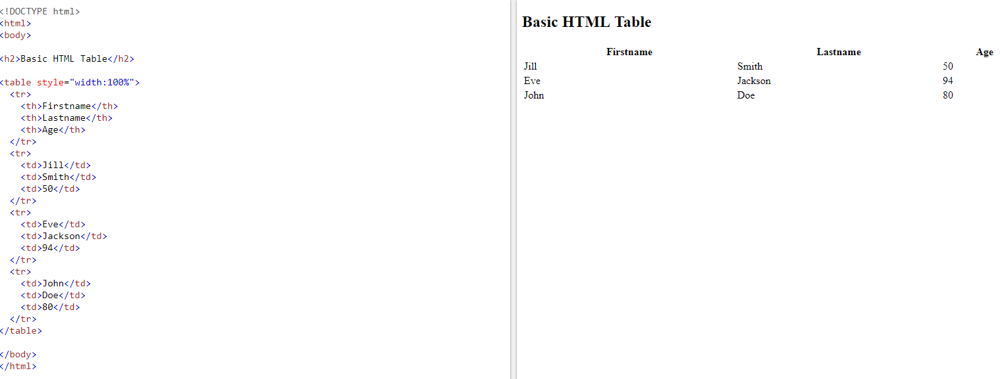 <!DOCTYPE html>
<html>
<body>
<h2>Basic HTML Table</h2>
<table style="width:100%">
<tr>
<th>Firstname</th>
<th>Lastname</th>
<th>Age</th>
</tr>
<tr>
<td>Jill</td>
<td>Smith</td>
<td>50</td>
</tr>
<tr>
<td>Eve</td>
<td>Jackson</td>
<td>94</td>
</tr>
<tr>
<td>John</td>
<td>Doe</td>
<td>80</td>
</tr>
</table>
</body>
</html>
Basic HTML Table
Firstname Lastname Age
Jill Smith 50
Eve Jackson 94
John Doe 80